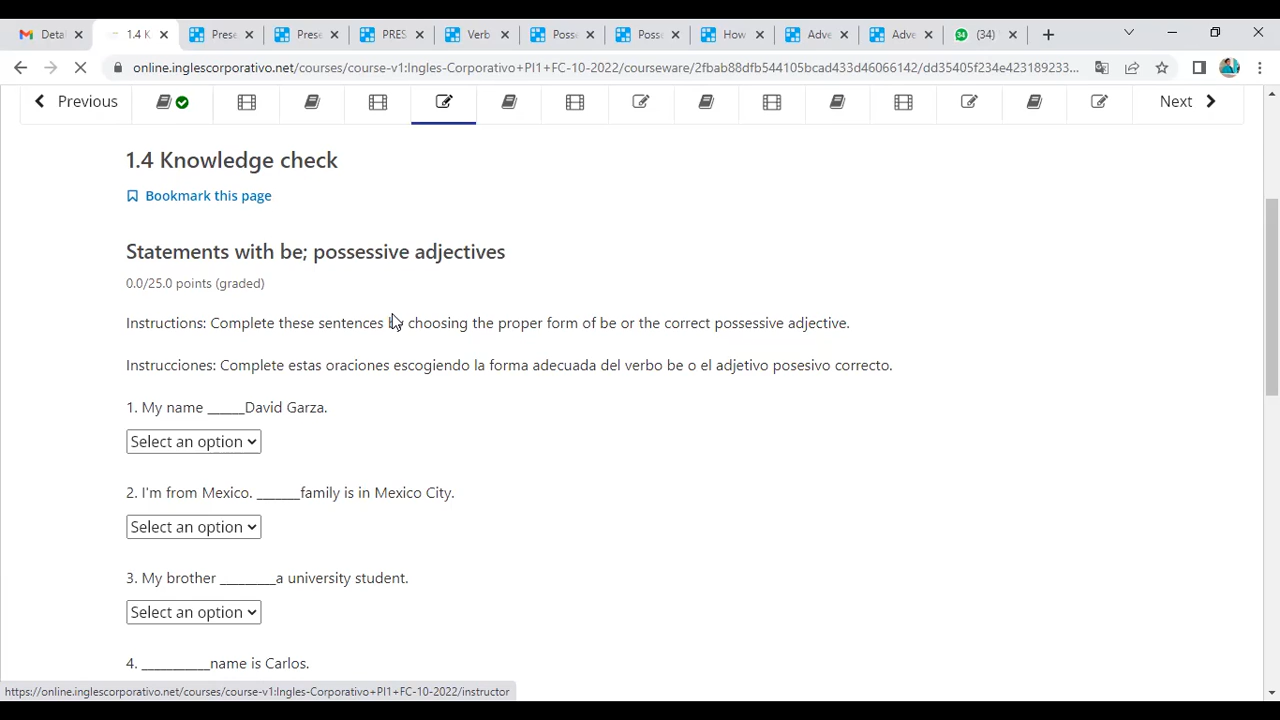 Detal
1.4 K
Prese
Prese
PRES
Verb
Poss
Poss
How
Adve
Adve
34
(34)
online.inglescorporativo.net/courses/course-v1:Ingles-Corporativo+PI1+FC-10-2022/courseware/2fbab88dfb544105bcad433d46066142/dd35405f234e423189233...
Previous
Next
1.4 Knowledge check
Bookmark this page
Statements with be; possessive adjectives
0.0/25.0 points (graded)
Instructions: Complete these sentences by choosing the proper form of be or the correct possessive adjective.
Instrucciones: Complete estas oraciones escogiendo la forma adecuada del verbo be o el adjetivo posesivo correcto.
1. My name ______David Garza.
Select an option
2. I'm from Mexico. _______family is in Mexico City.
Select an option
3. My brother _________a university student.
Select an option
4. ___________name is Carlos.
https://online.inglescorporativo.net/courses/course-v1:Ingles-Corporativo+PI1+FC-10-2022/instructor